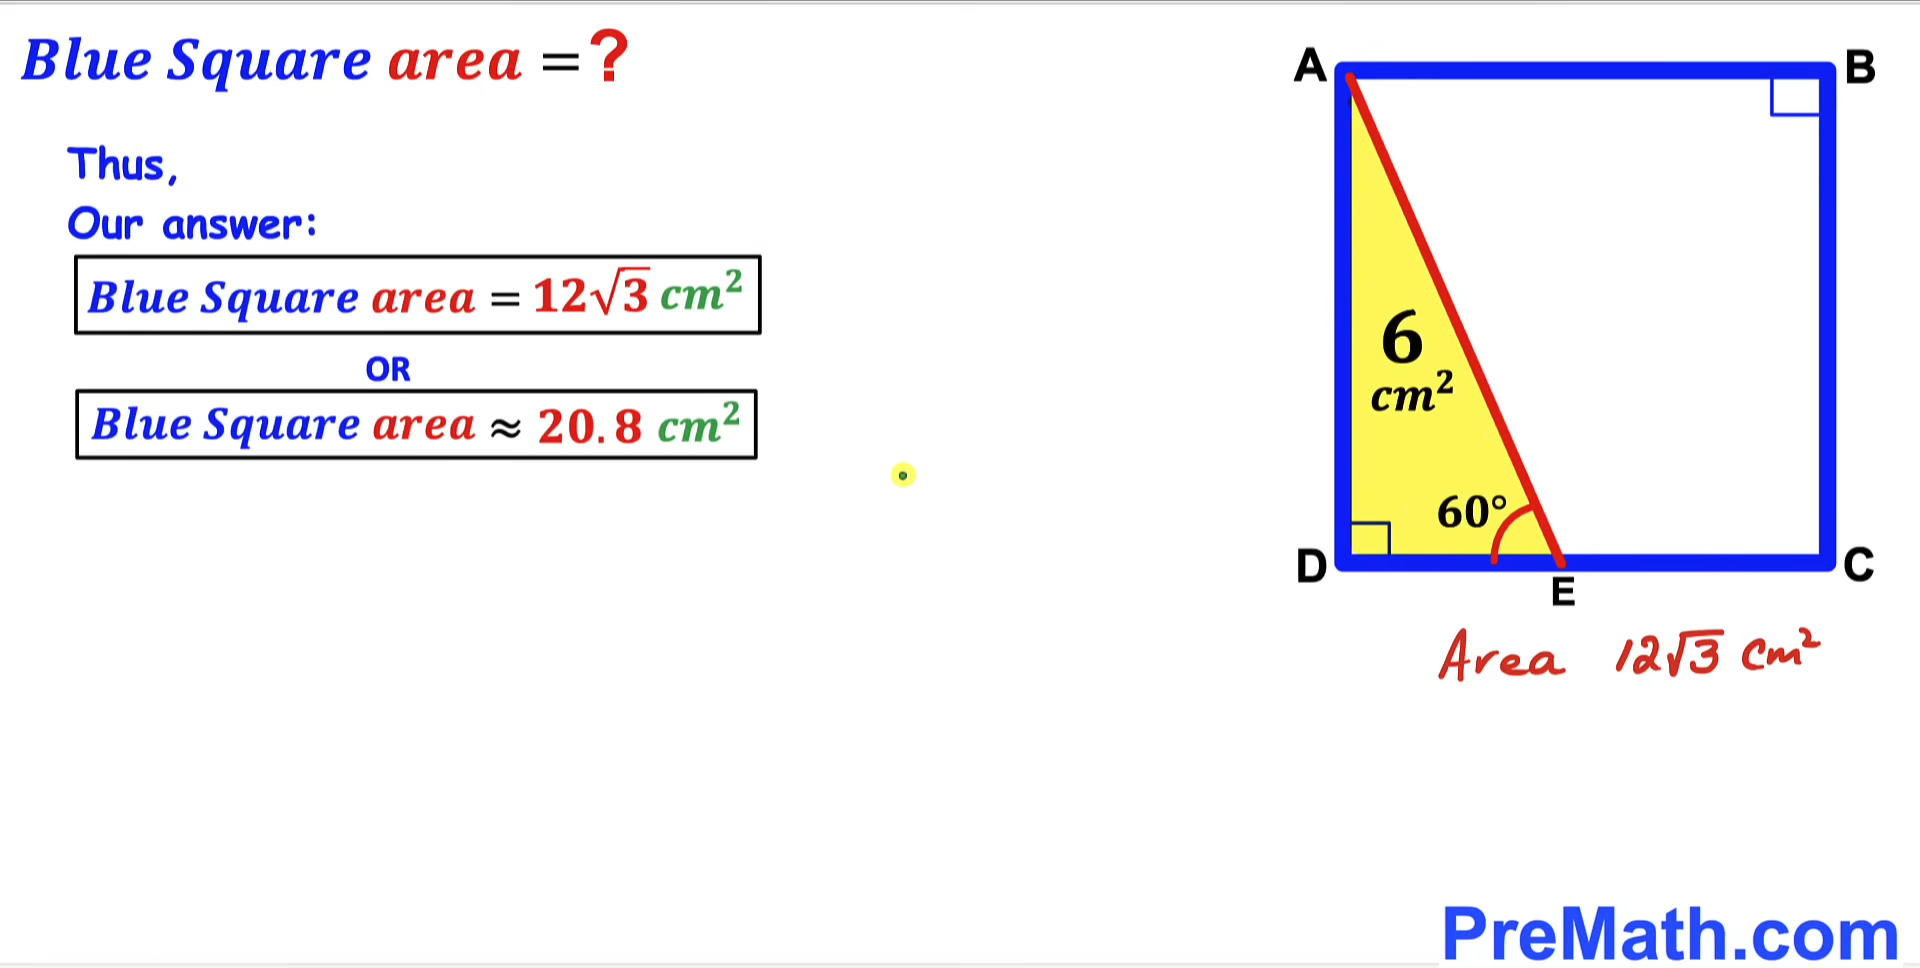 Blue Square area = ?
Thus,
Our answer:
Blue Square area = 12√3 cm²
OR
Blue Square area ≈ 20.8 cm²
A
B
6
cm²
60°
D
C
E
Area 12√3 cm²
PreMath.com